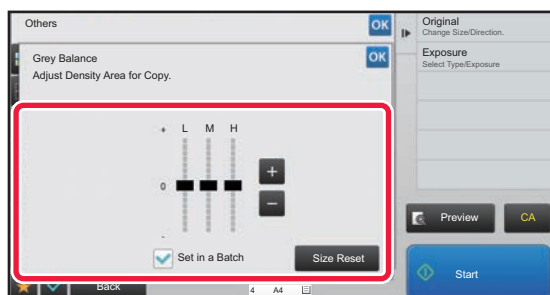 Others
OK
Grey Balance
OK
Adjust Density Area for Copy.
+ L M H
+
0
−
-
Set in a Batch
Size Reset
Back
4 A4
Original
Change Size/Direction.
Exposure
Select Type/Exposure
Preview
CA
Start